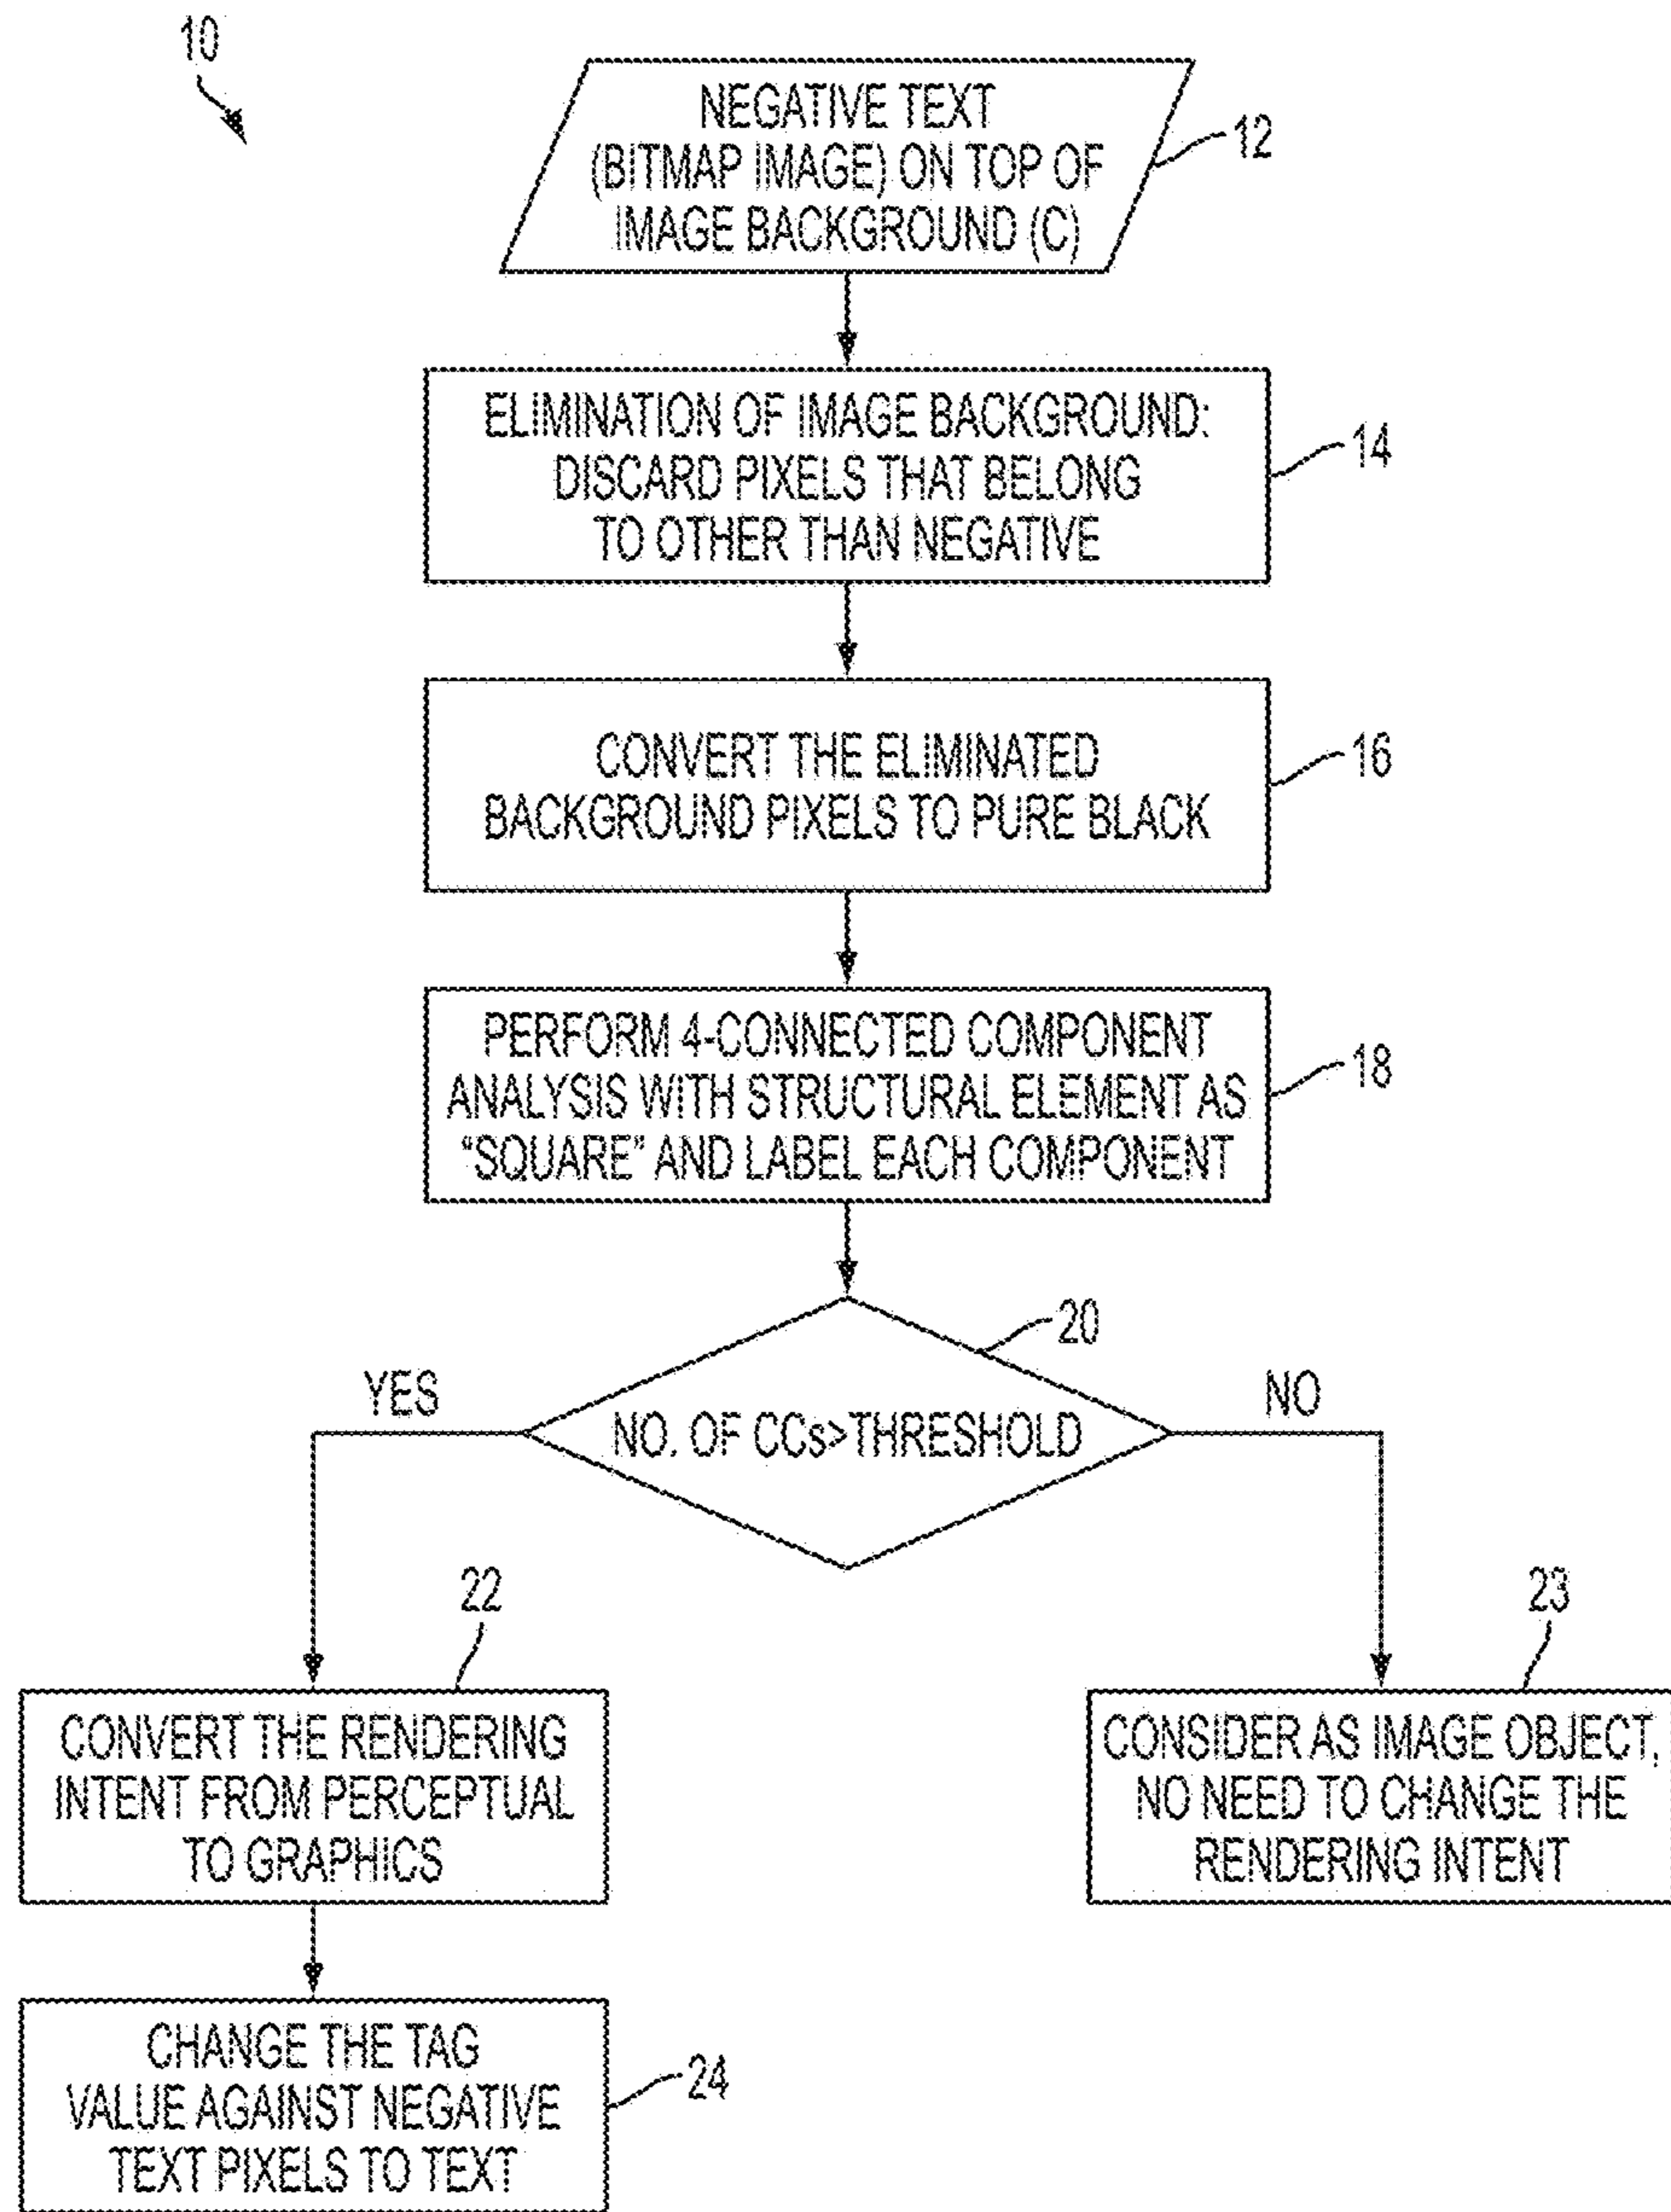 10
NEGATIVE TEXT
(BITMAP IMAGE) ON TOP OF
IMAGE BACKGROUND (C)
12
ELIMINATION OF IMAGE BACKGROUND:
DISCARD PIXELS THAT BELONG
TO OTHER THAN NEGATIVE
14
CONVERT THE ELIMINATED
BACKGROUND PIXELS TO PURE BLACK
16
PERFORM 4-CONNECTED COMPONENT
ANALYSIS WITH STRUCTURAL ELEMENT AS
“SQUARE” AND LABEL EACH COMPONENT
18
20
YES
NO. OF CCs>THRESHOLD
NO
22
CONVERT THE RENDERING
INTENT FROM PERCEPTUAL
TO GRAPHICS
23
CONSIDER AS IMAGE OBJECT,
NO NEED TO CHANGE THE
RENDERING INTENT
CHANGE THE TAG
VALUE AGAINST NEGATIVE
TEXT PIXELS TO TEXT
24